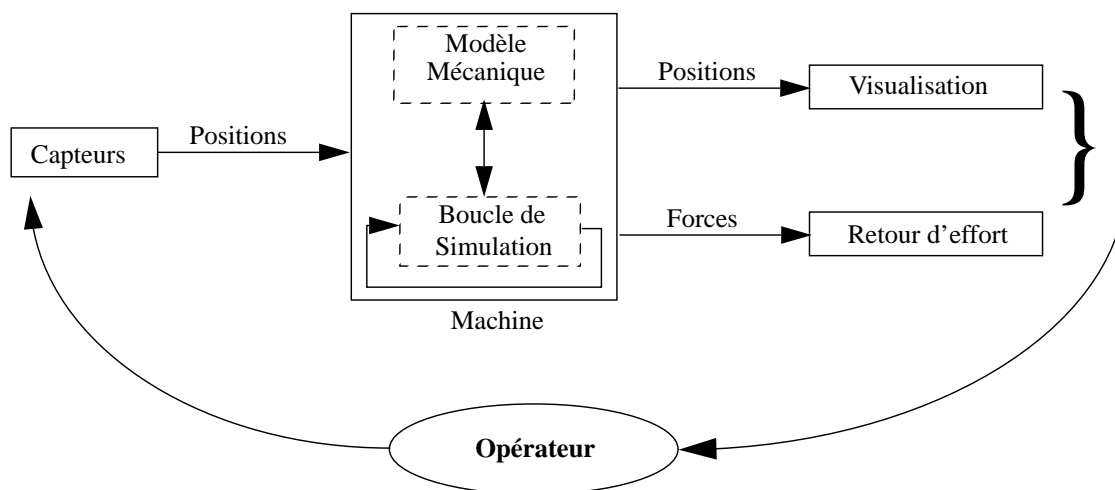 Modèle
Mécanique
Positions
Visualisation
Positions
Capteurs
Boucle de
Simulation
Forces
Retour d'effort
Machine
Opérateur